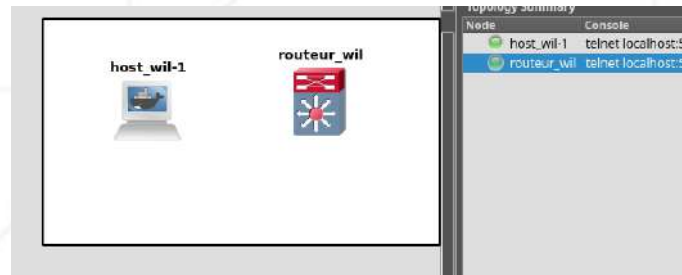 Topology Summary
Node Console
host_wil-1 telnet localhost:5
routeur_wil telnet localhost:5
host_wil-1
routeur_wil